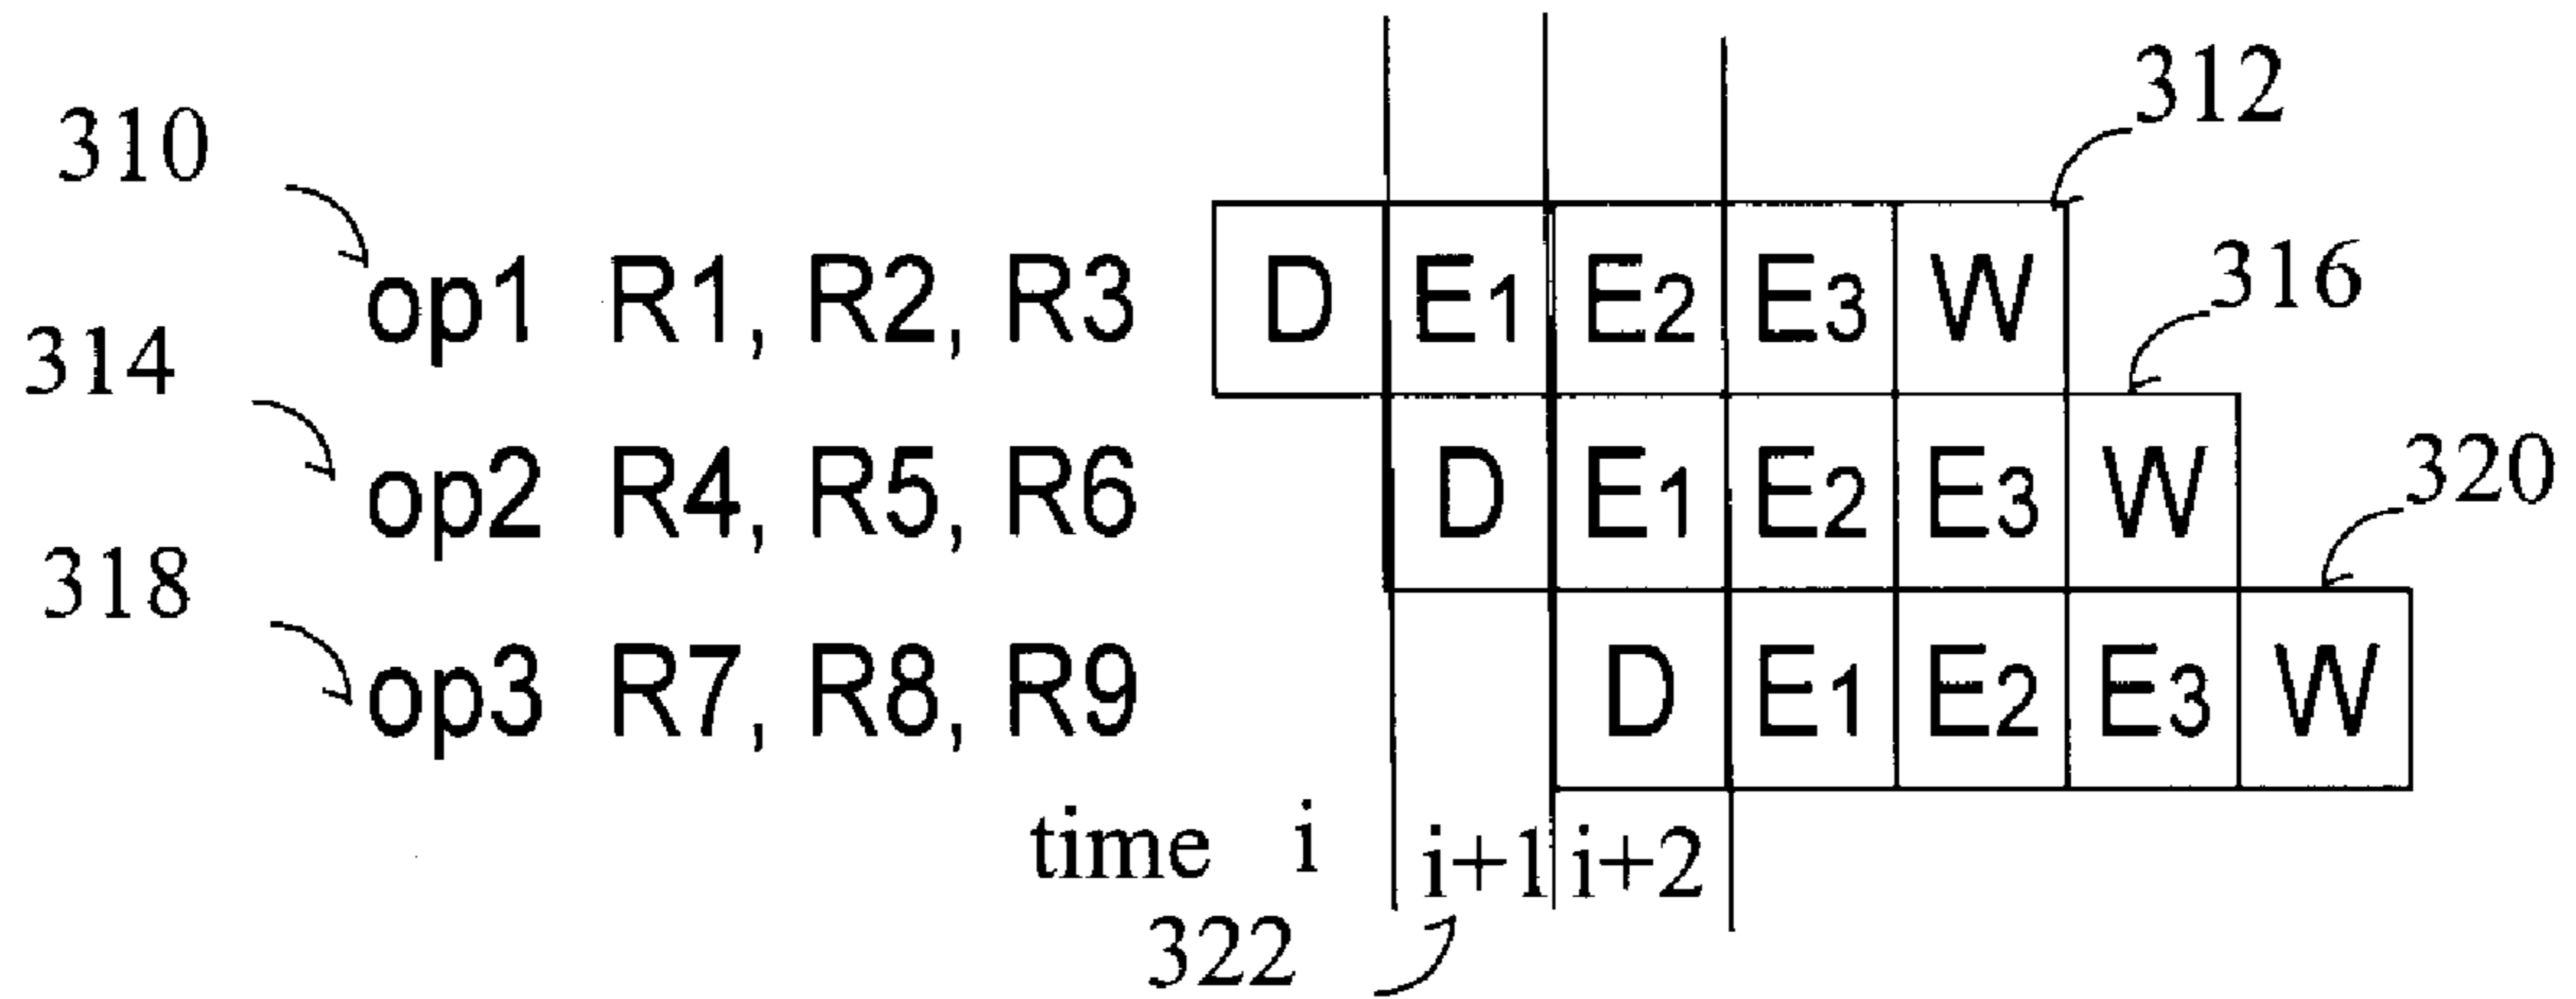 312
310
316
op1 R1, R2, R3 D E1 E2 E3 W
314
320
op2 R4, R5, R6 D E1 E2 E3 W
318
op3 R7, R8, R9 D E1 E2 E3 W
time i i+1 i+2
322